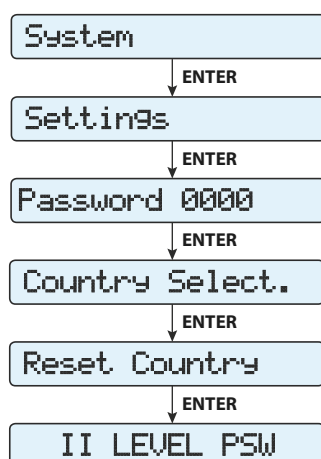 System
ENTER
Settings
ENTER
Password 0000
ENTER
Country Select.
ENTER
Reset Country
ENTER
II LEVEL PSW